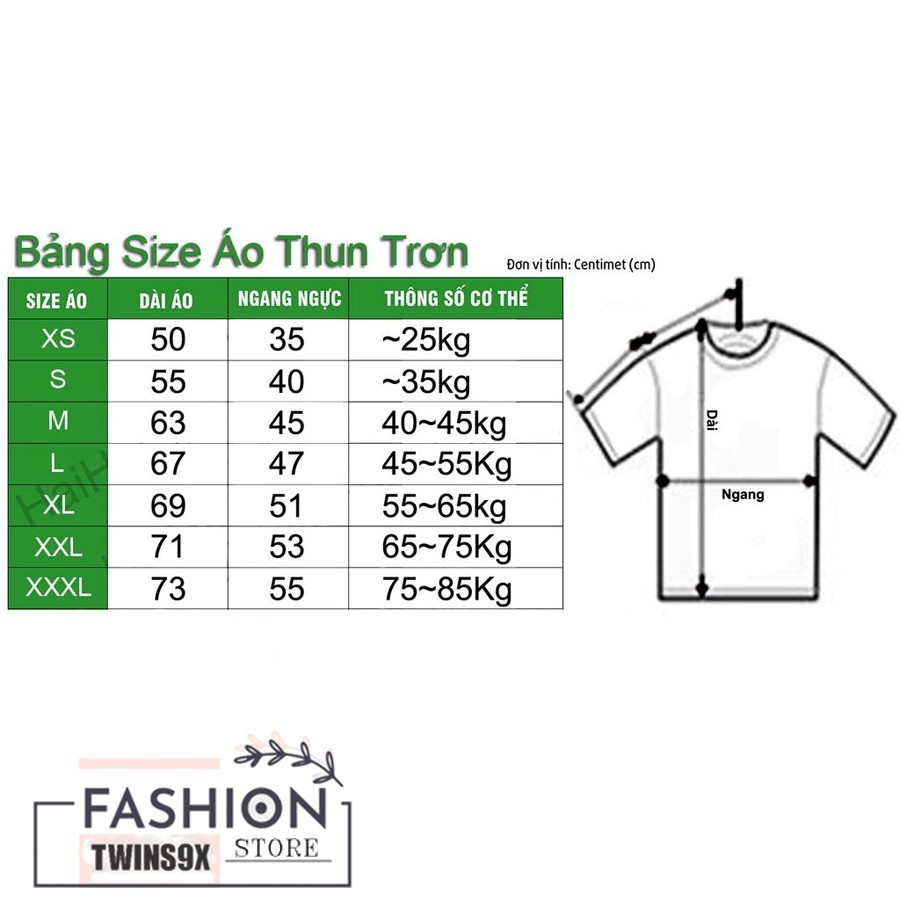 Bảng Size Áo Thun Trơn
Đơn vị tính: Centimet (cm)
SIZE ÁO DÀI ÁO NGANG NGỰC THÔNG SỐ CƠ THỂ
XS 50 35 ~25kg
S 55 40 ~35kg
M 63 45 40~45kg
L 67 47 45~55Kg
XL 69 51 55~65kg
XXL 71 53 65~75Kg
XXXL 73 55 75~85Kg
Dài
Ngang
FASHION
TWINS9X STORE